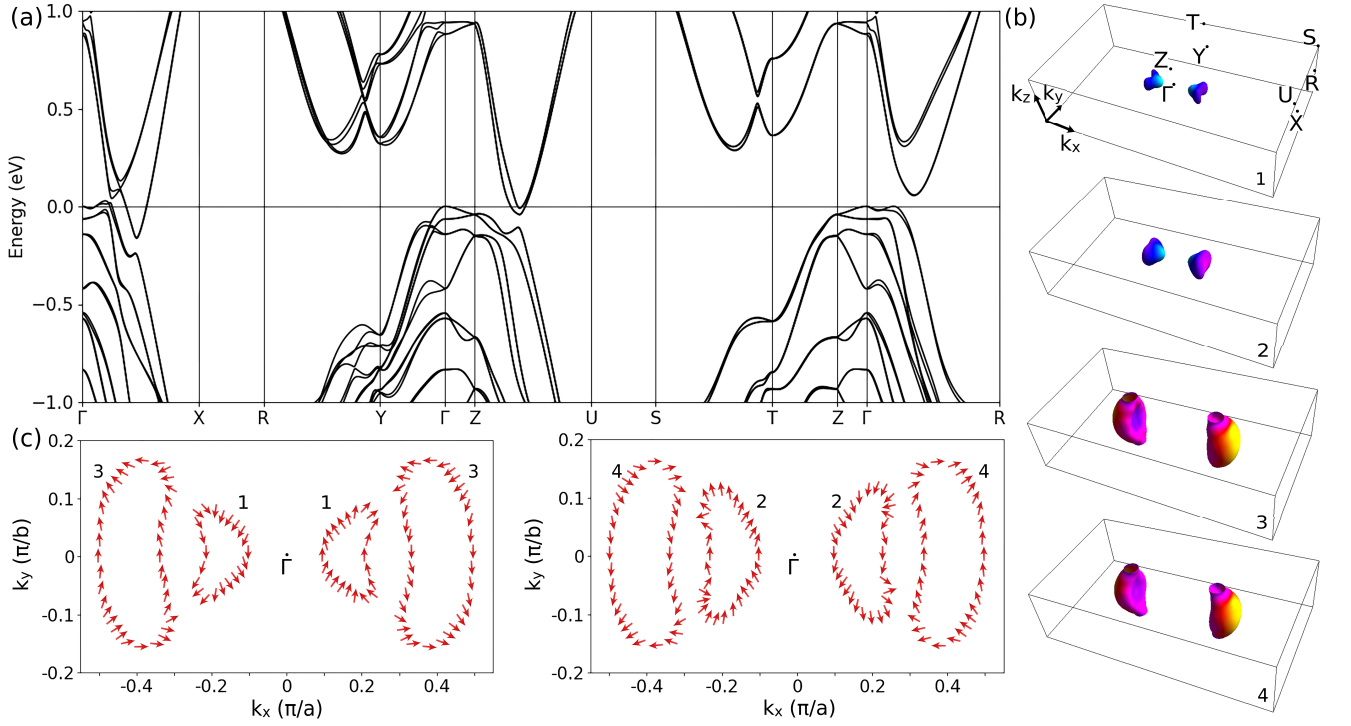 (a)
1.0
0.5
0.0
−0.5
−1.0
Energy (eV)
Γ X R Y Γ Z U S T Z Γ R
(b)
T
S
Z
Y
Γ
R
U
X
kz
ky
kx
1
2
3
4
(c)
0.2
0.1
0
-0.1
-0.2
ky (π/b)
3
1
1
3
Γ̇
-0.4 -0.2 0 0.2 0.4
kx (π/a)
0.2
0.1
0
-0.1
-0.2
ky (π/b)
4
2
2
4
Γ̇
-0.4 -0.2 0 0.2 0.4
kx (π/a)